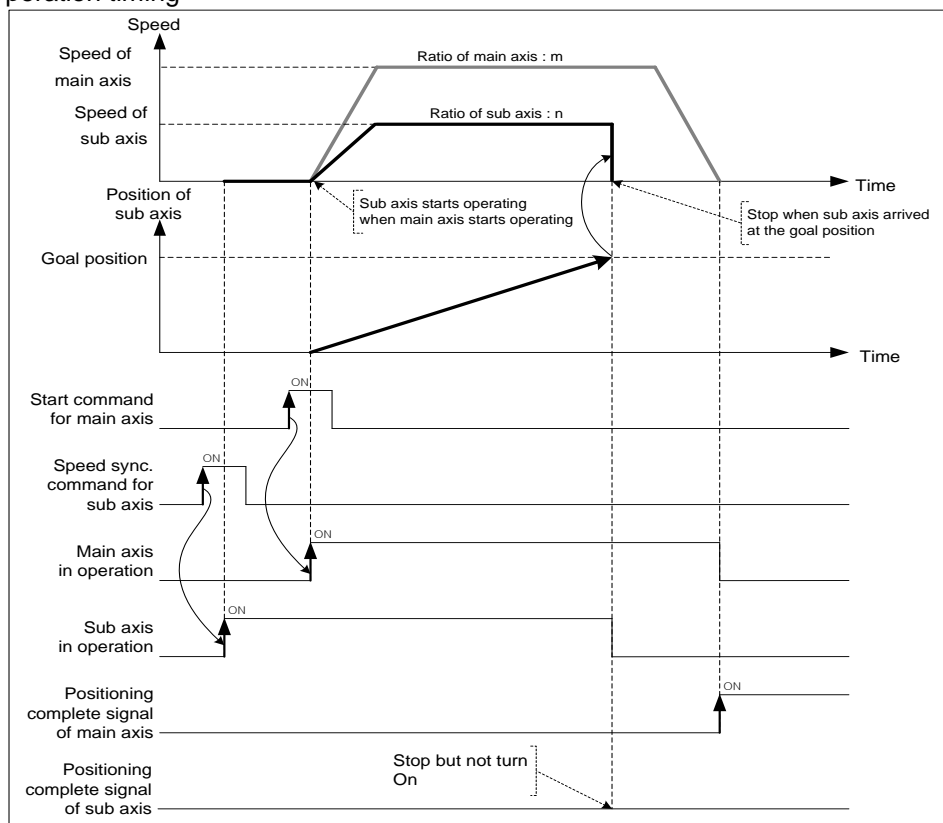 peration timing
Speed
Speed of
main axis
Ratio of main axis : m
Speed of
sub axis
Ratio of sub axis : n
Time
Position of
sub axis
Sub axis starts operating
when main axis starts operating
Stop when sub axis arrived
at the goal position
Goal position
Time
ON
Start command
for main axis
ON
Speed sync.
command for
sub axis
ON
Main axis
in operation
ON
Sub axis
in operation
ON
Positioning
complete signal
of main axis
Stop but not turn
On
Positioning
complete signal
of sub axis